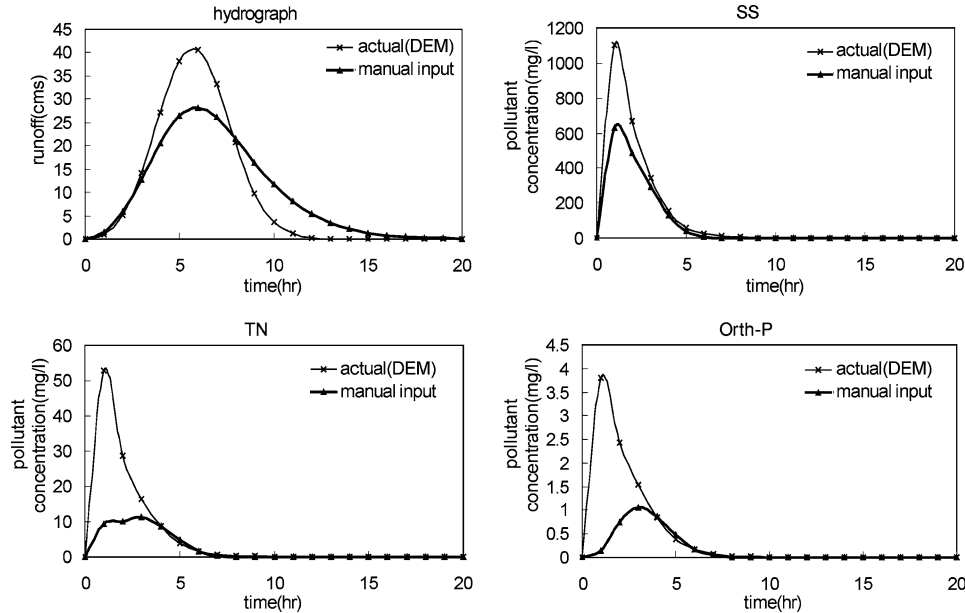 hydrograph
45
40
35
30
25
20
15
10
5
0
runoff(cms)
actual(DEM)
manual input
0 5 10 15 20
time(hr)
SS
1200
1000
800
600
400
200
0
pollutant
concentration(mg/l)
actual(DEM)
manual input
0 5 10 15 20
time(hr)
TN
60
50
40
30
20
10
0
pollutant
concentration(mg/l)
actual(DEM)
manual input
0 5 10 15 20
time(hr)
Orth-P
4.5
4
3.5
3
2.5
2
1.5
1
0.5
0
pollutant
concentration(mg/l)
actual(DEM)
manual input
0 5 10 15 20
time(hr)